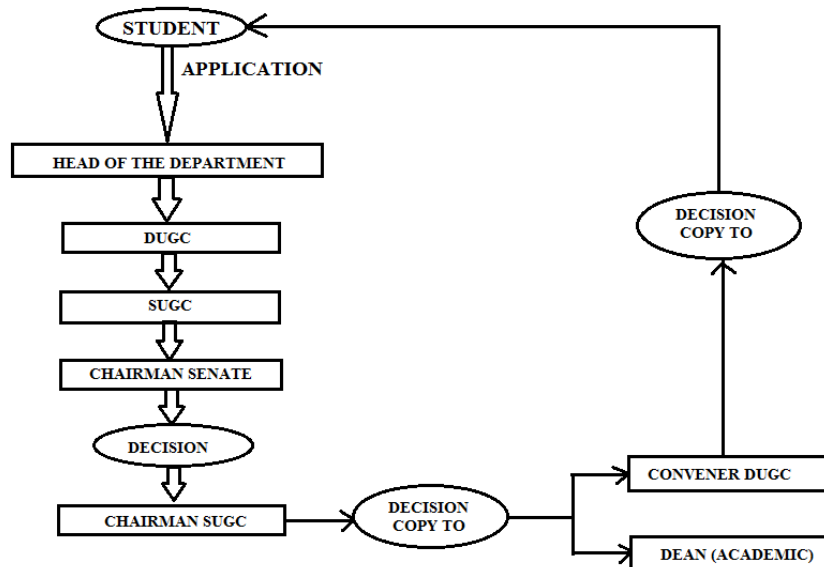 STUDENT
APPLICATION
HEAD OF THE DEPARTMENT
DUGC
SUGC
CHAIRMAN SENATE
DECISION
CHAIRMAN SUGC
DECISION
COPY TO
CONVENER DUGC
DEAN (ACADEMIC)
DECISION
COPY TO